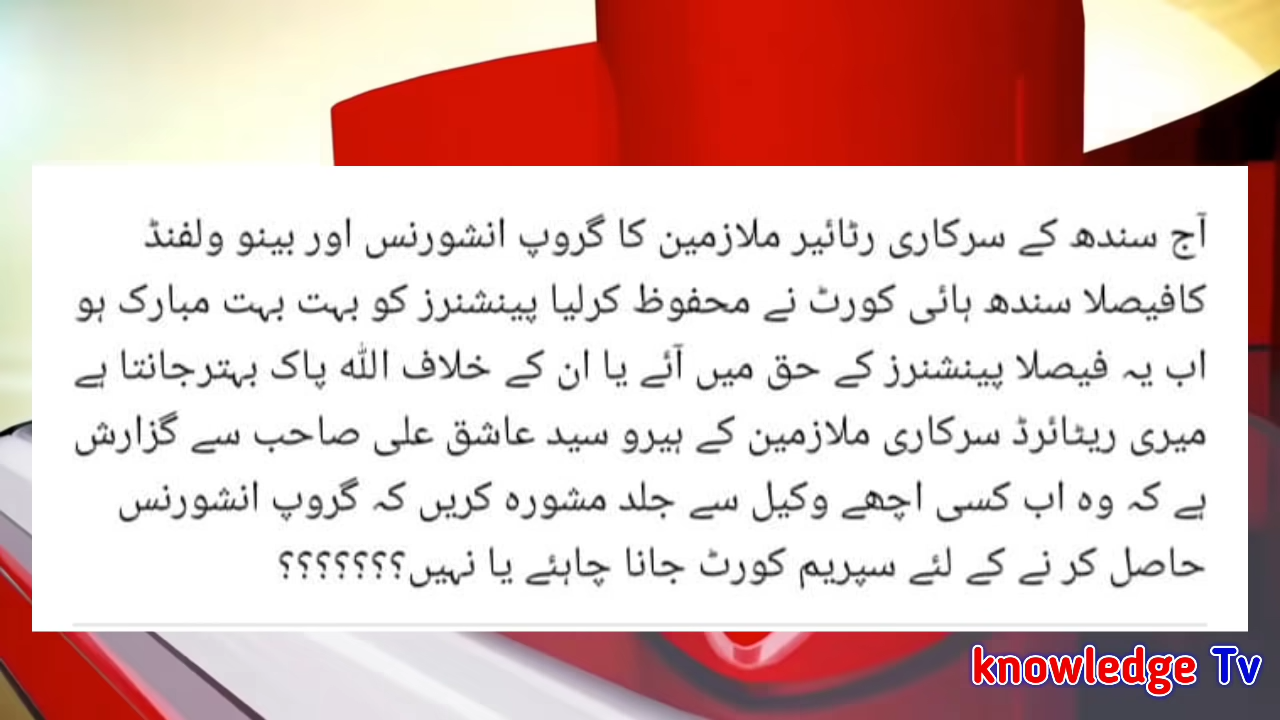 آج سندھ کے سرکاری رٹائیر ملازمین کا گروپ انشورنس اور بینو ولفنڈ
کافیصلا سندھ ہائی کورٹ نے محفوظ کرلیا پینشنرز کو بہت بہت مبارک ہو
اب یہ فیصلا پینشنرز کے حق میں آئے یا ان کے خلاف اللّٰہ پاک بہترجانتا ہے
میری ریٹائرڈ سرکاری ملازمین کے ہیرو سید عاشق علی صاحب سے گزارش
ہے کہ وہ اب کسی اچھے وکیل سے جلد مشورہ کریں کہ گروپ انشورنس
حاصل کر نے کے لئے سپریم کورٹ جانا چاہئے یا نہیں؟؟؟؟؟؟؟
knowledge Tv